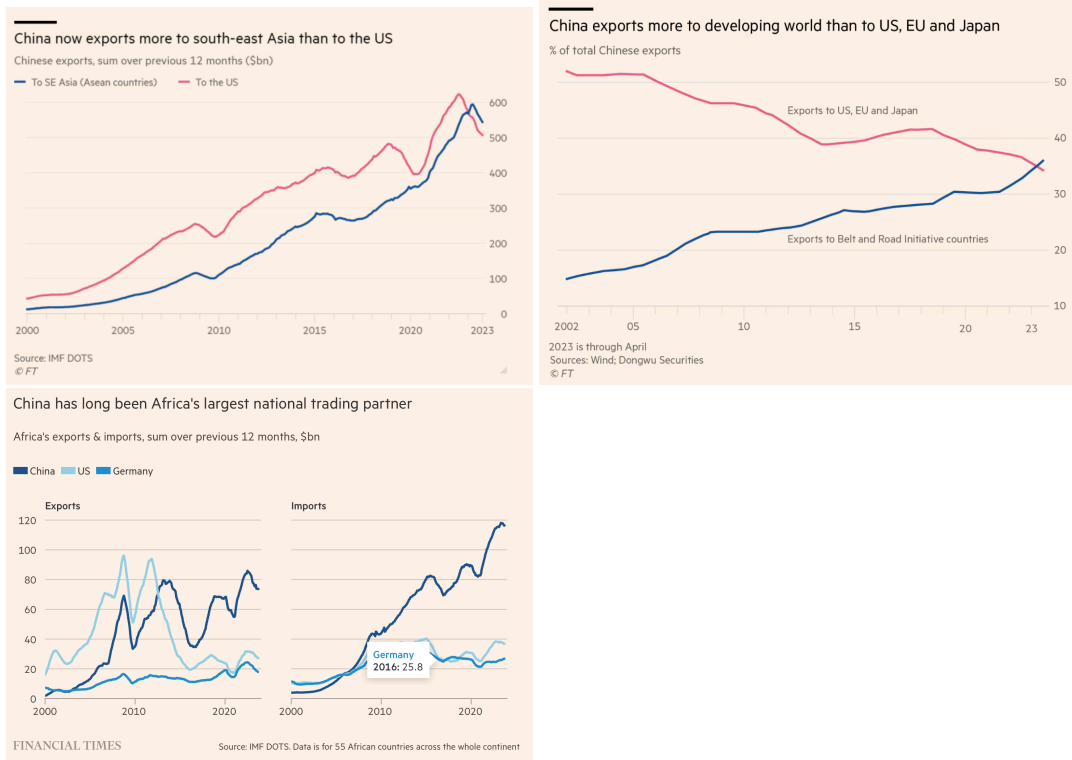 China now exports more to south-east Asia than to the US
Chinese exports, sum over previous 12 months ($bn)
To SE Asia (Asean countries) To the US
600
500
400
300
200
100
0
2000 2005 2010 2015 2020 2023
Source: IMF DOTS
© FT
China exports more to developing world than to US, EU and Japan
% of total Chinese exports
50
Exports to US, EU and Japan
40
30
Exports to Belt and Road Initiative countries
20
10
2002 05 10 15 20 23
2023 is through April
Sources: Wind; Dongwu Securities
© FT
China has long been Africa's largest national trading partner
Africa's exports & imports, sum over previous 12 months, $bn
China US Germany
Exports
120
100
80
60
40
20
0
2000 2010 2020
Imports
Germany
2016: 25.8
2000 2010 2020
FINANCIAL TIMES
Source: IMF DOTS. Data is for 55 African countries across the whole continent